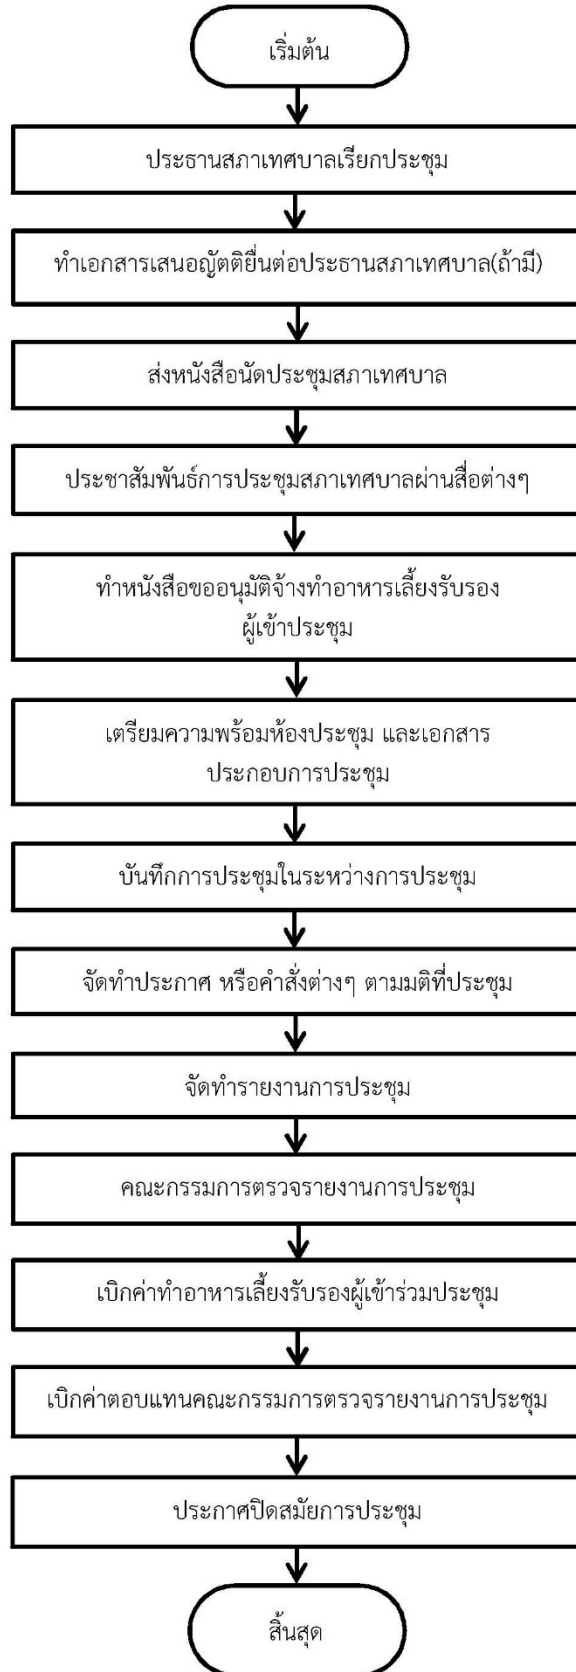 เริ่มต้น
ประธานสภาเทศบาลเรียกประชุม
ทำเอกสารเสนอญัตติยื่นต่อประธานสภาเทศบาล(ถ้ามี)
ส่งหนังสือนัดประชุมสภาเทศบาล
ประชาสัมพันธ์การประชุมสภาเทศบาลผ่านสื่อต่างๆ
ทำหนังสือขออนุมัติจ้างทำอาหารเลี้ยงรับรอง
ผู้เข้าประชุม
เตรียมความพร้อมห้องประชุม และเอกสาร
ประกอบการประชุม
บันทึกการประชุมในระหว่างการประชุม
จัดทำประกาศ หรือคำสั่งต่างๆ ตามมติที่ประชุม
จัดทำรายงานการประชุม
คณะกรรมการตรวจรายงานการประชุม
เบิกค่าทำอาหารเลี้ยงรับรองผู้เข้าร่วมประชุม
เบิกค่าตอบแทนคณะกรรมการตรวจรายงานการประชุม
ประกาศปิดสมัยการประชุม
สิ้นสุด